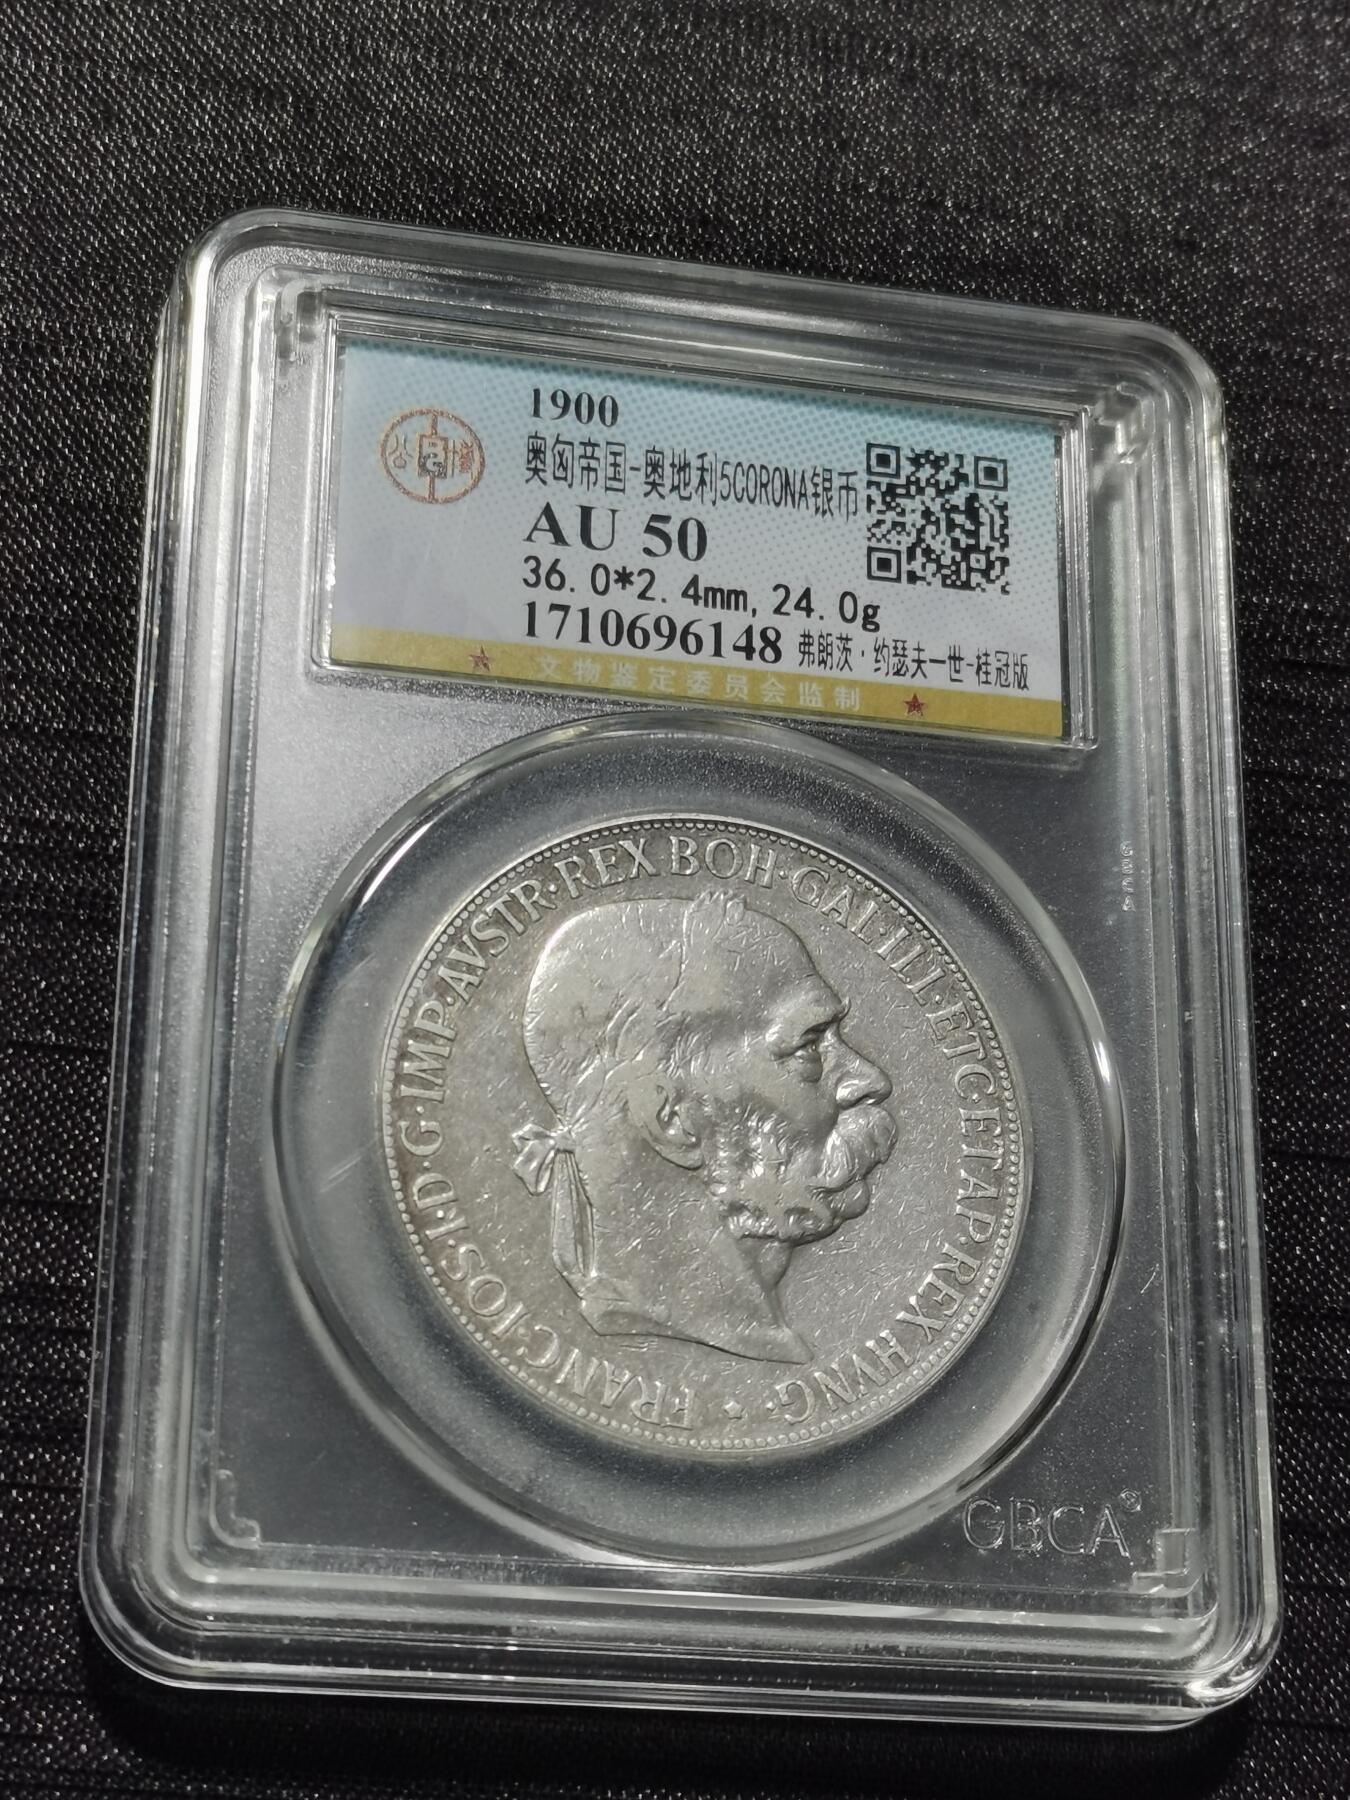 1900
奥匈帝国-奥地利5CORONA银币
AU 50
36.0*2.4mm,24.0g
1710696148 弗朗茨·约瑟夫一世-桂冠版
★ 文物鉴定委员会监制 ★
公博
FRANC·IOS·I·D·G·IMP·AVSTR·REX BOH·GAL·ILL·ETC·ET AP·REX HVNG·
GBCA®